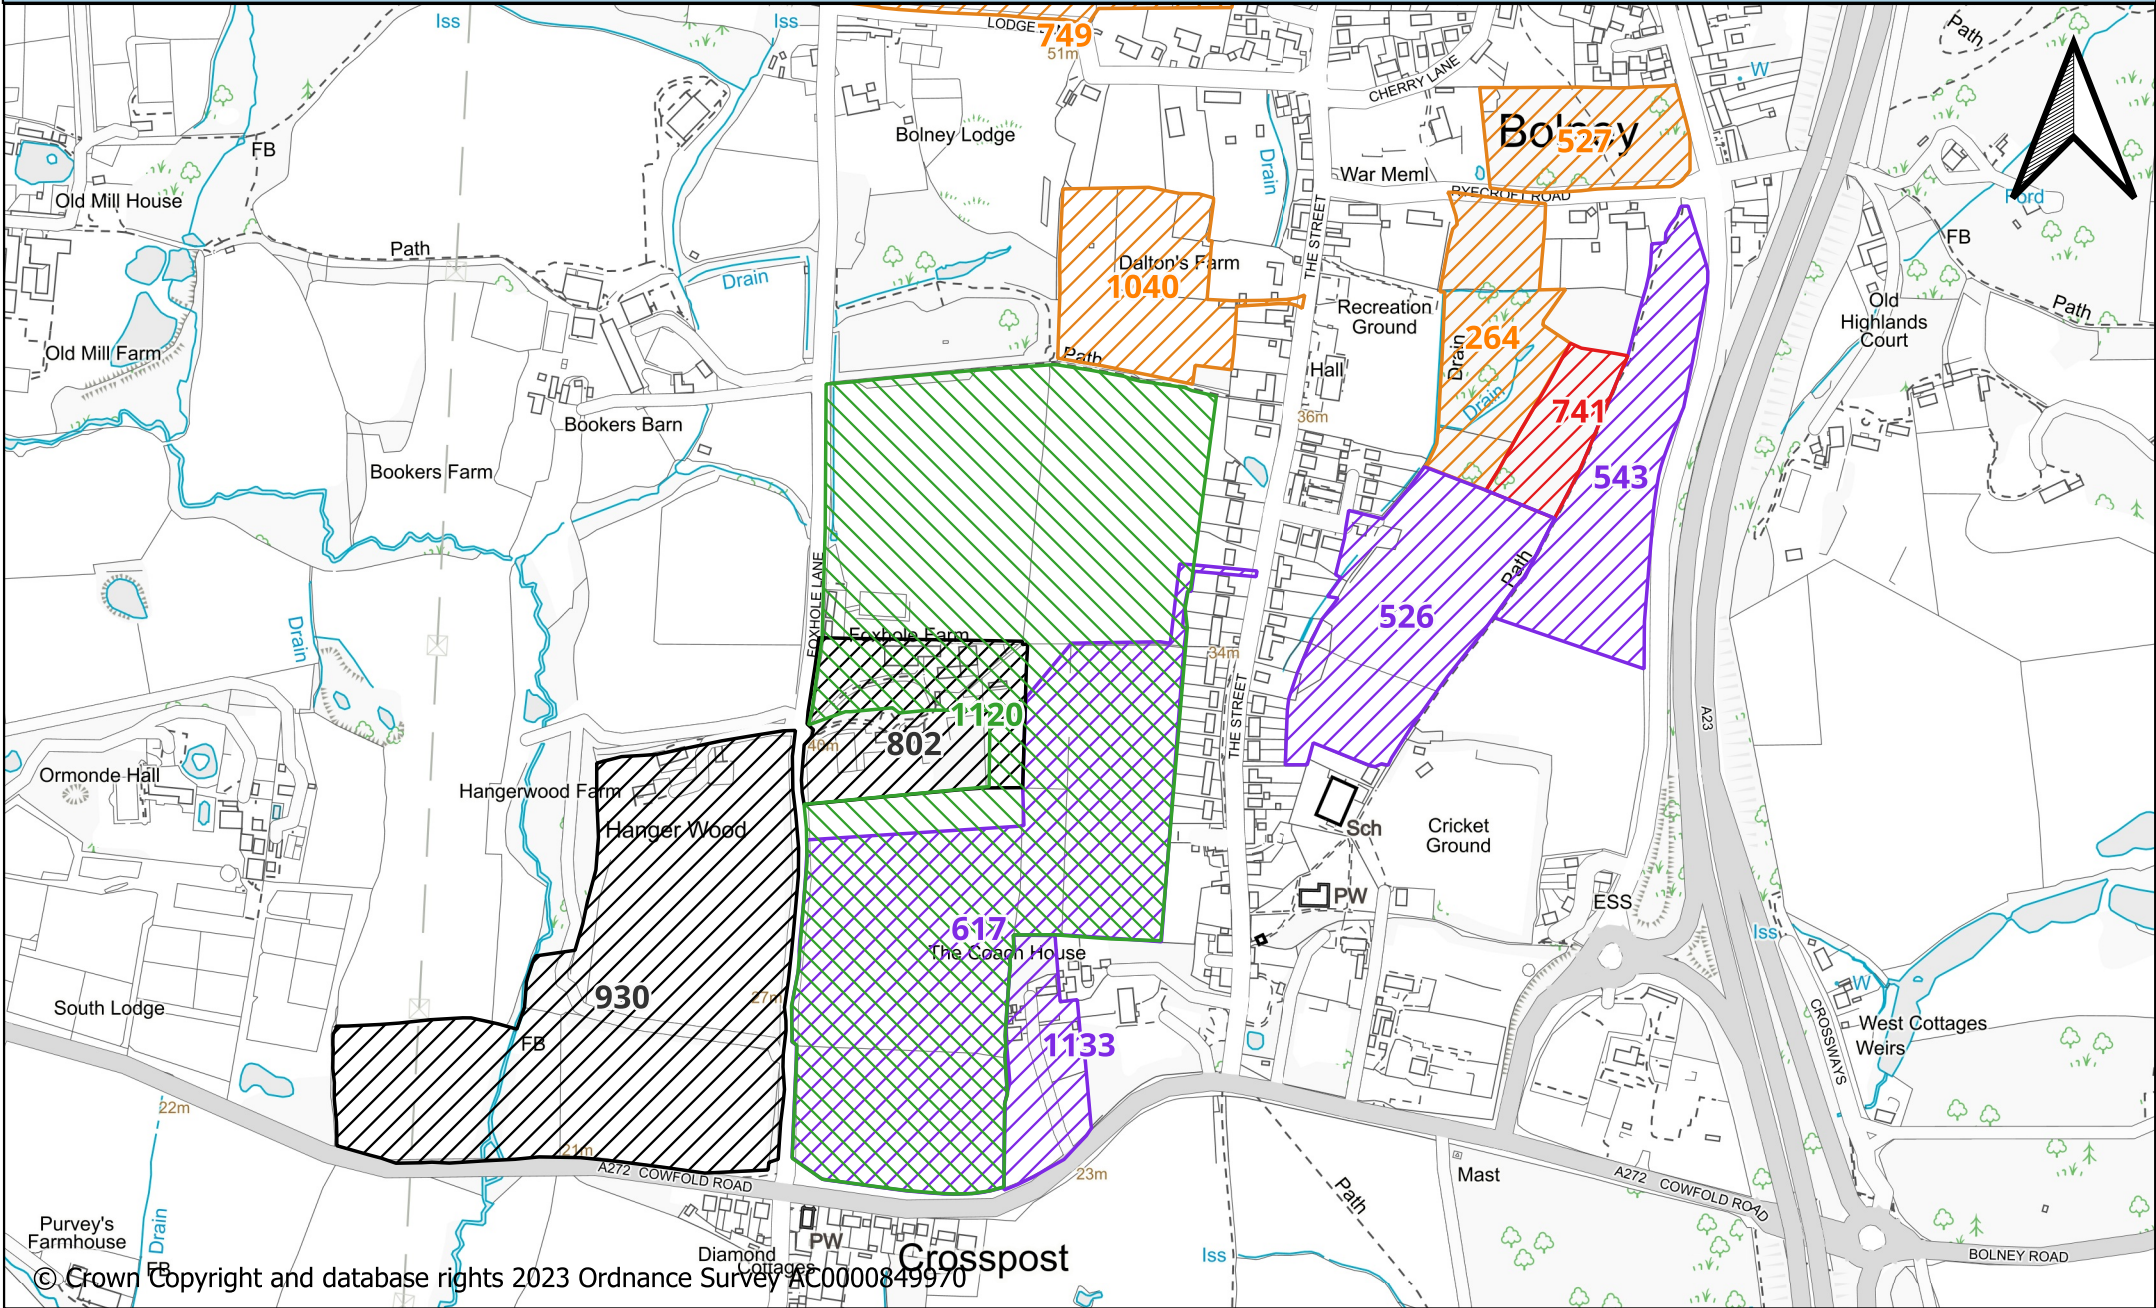 Iss
Iss
LODGE
749
51m
Path
W
CHERRY LANE
Bolney
527
Bolney Lodge
FB
Drain
War Meml
RYECROFT ROAD
Old Mill House
Ford
THE STREET
FB
Path
Dalton's Farm
1040
Drain
Recreation
Ground
Old
Highlands
Court
Path
264
Drain
Old Mill Farm
Path
Hall
Drain
741
36m
Bookers Barn
Bookers Farm
543
FOXHOLE LANE
Path
526
Drain
Foxhole Farm
34m
THE STREET
1120
A23
802
40m
Ormonde Hall
Hangerwood Farm
Hanger Wood
Sch
Cricket
Ground
PW
ESS
617
The Coach House
Iss
W
930
27m
South Lodge
CROSSWAYS
West Cottages
Weirs
FB
1133
22m
21m
A272 COWFOLD ROAD
23m
Mast
A272 COWFOLD ROAD
Path
Purvey's
Farmhouse
Drain
PW
Diamond
Cottages
Crosspost
Iss
BOLNEY ROAD
FB
© Crown Copyright and database rights 2023 Ordnance Survey AC0000849970